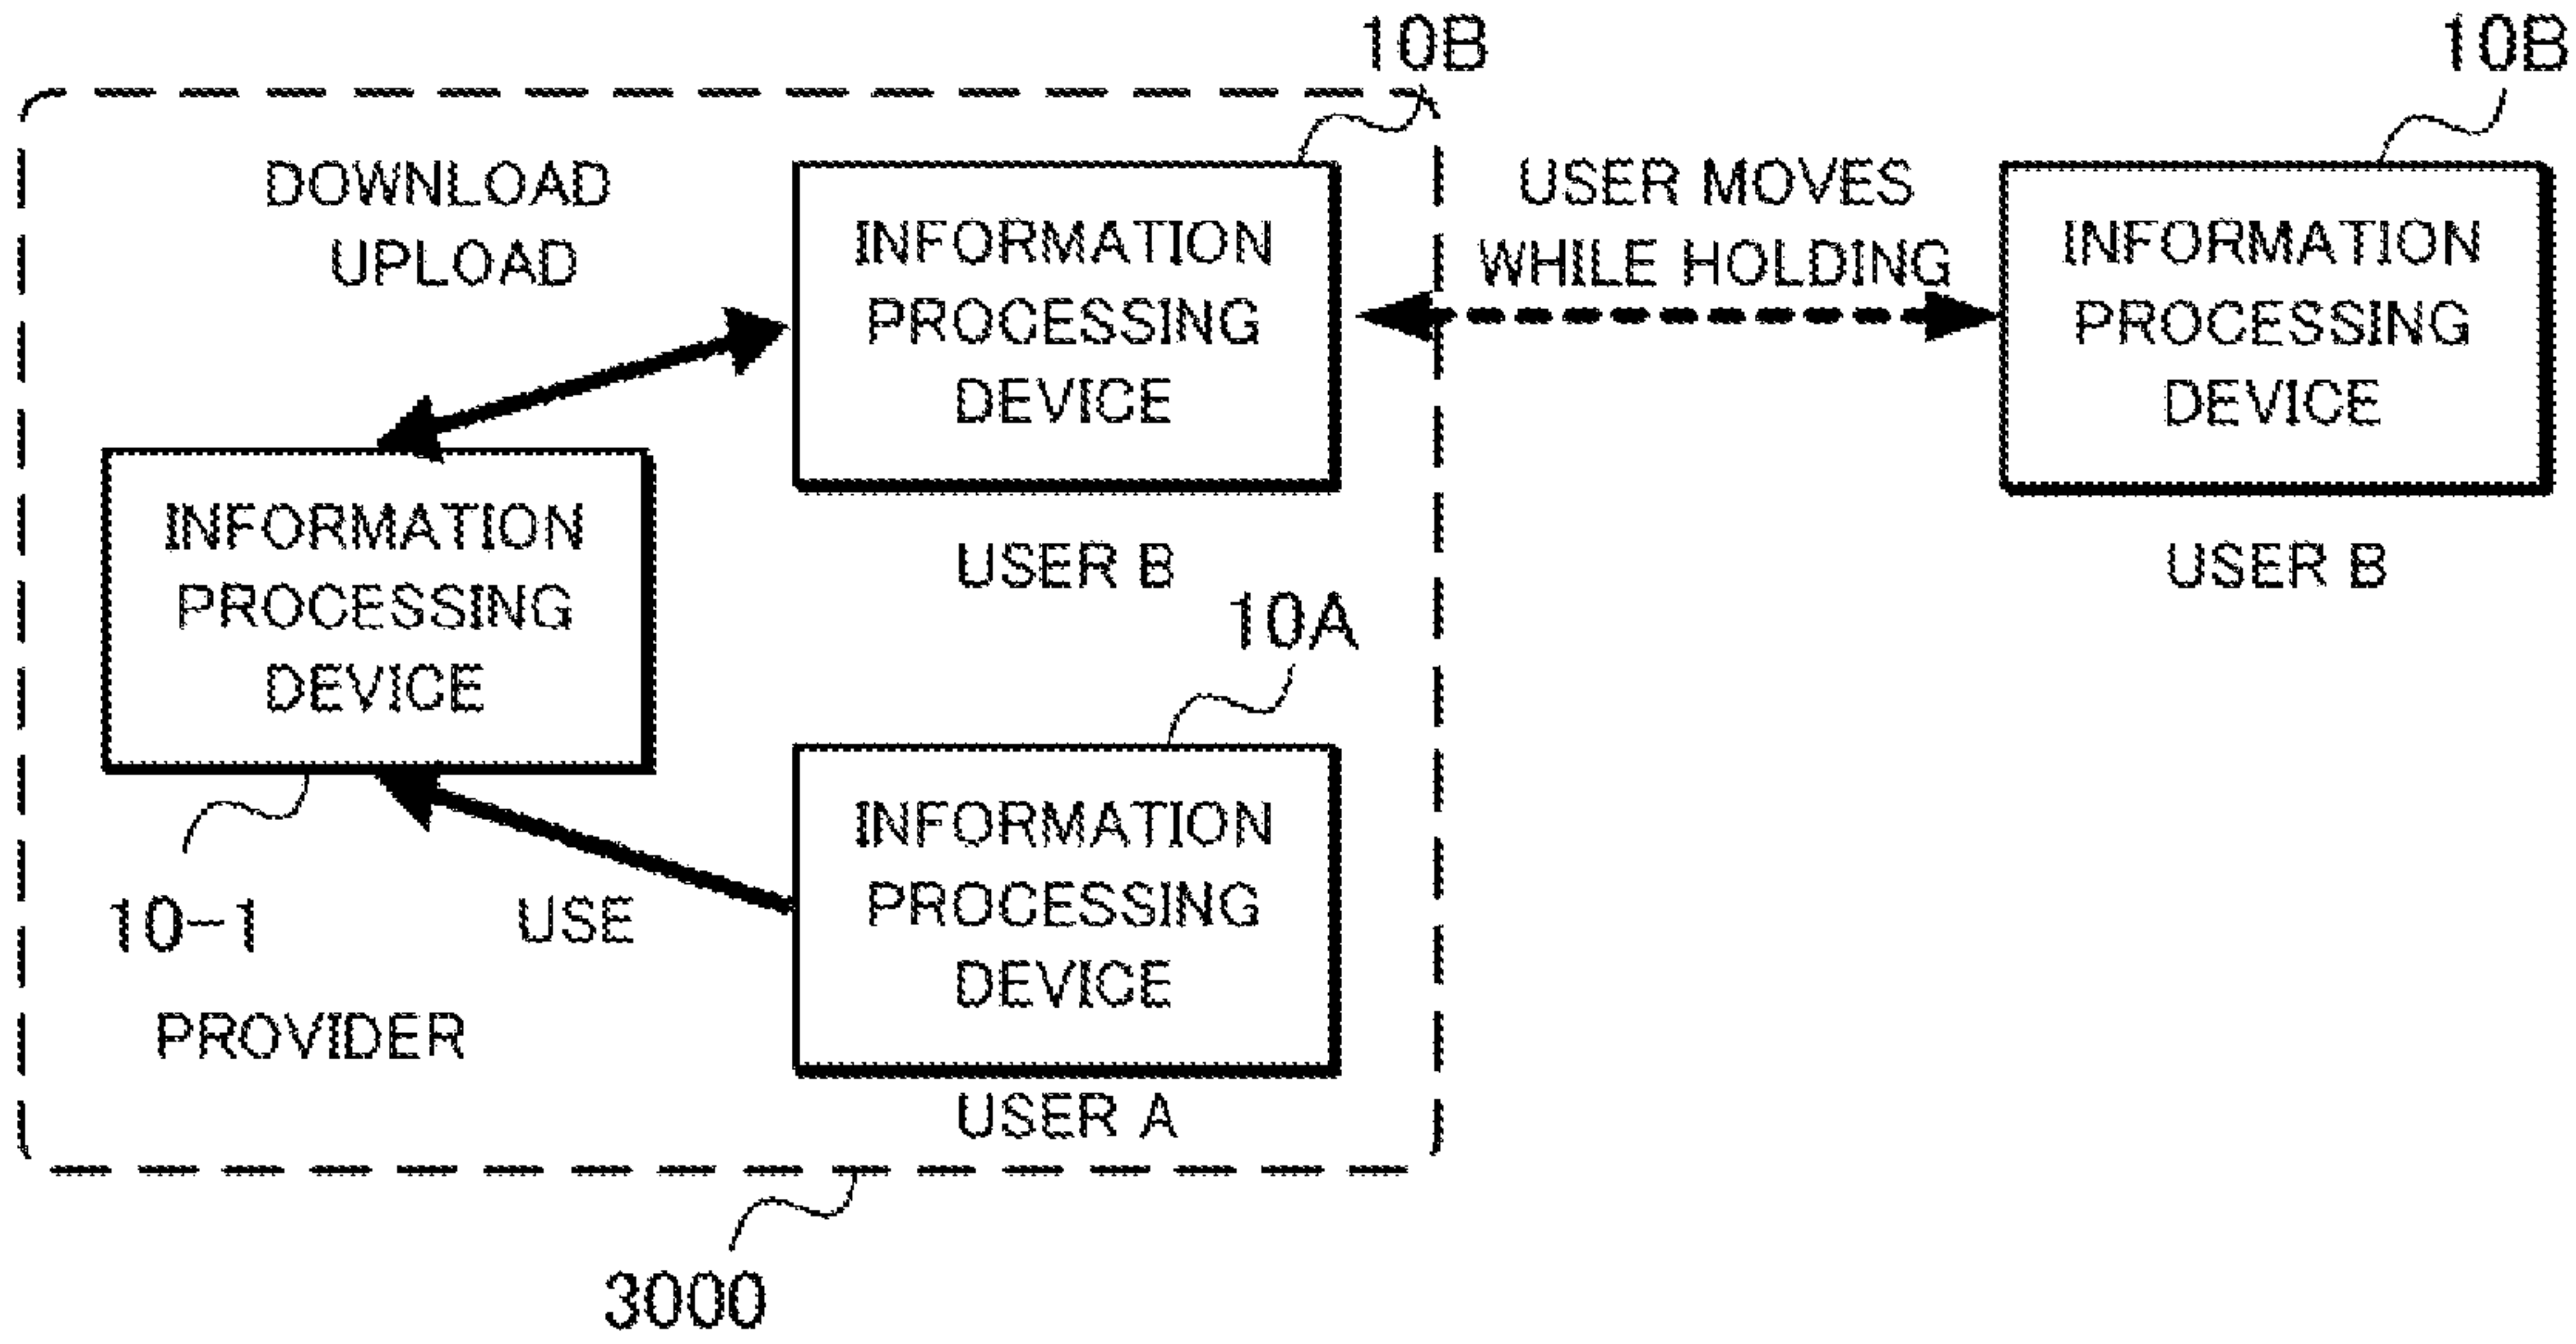 10B
10B
DOWNLOAD
UPLOAD
INFORMATION
PROCESSING
DEVICE
USER B
USER MOVES
WHILE HOLDING
INFORMATION
PROCESSING
DEVICE
USER B
INFORMATION
PROCESSING
DEVICE
10-1
PROVIDER
USE
10A
INFORMATION
PROCESSING
DEVICE
USER A
3000